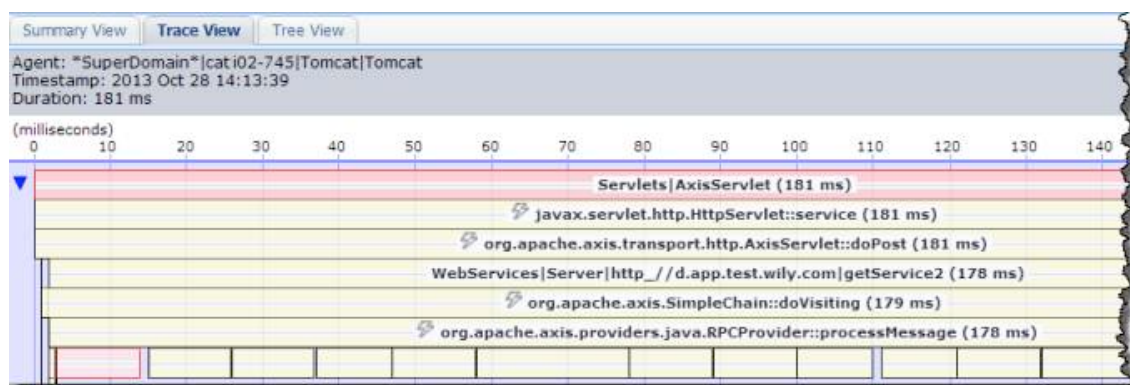 Summary View Trace View Tree View
Agent: *SuperDomain*|cati02-745|Tomcat|Tomcat
Timestamp: 2013 Oct 28 14:13:39
Duration: 181 ms
(milliseconds)
0 10 20 30 40 50 60 70 80 90 100 110 120 130 140
Servlets|AxisServlet (181 ms)
javax.servlet.http.HttpServlet::service (181 ms)
org.apache.axis.transport.http.AxisServlet::doPost (181 ms)
WebServices|Server|http_//d.app.test.wily.com|getService2 (178 ms)
org.apache.axis.SimpleChain::doVisiting (179 ms)
org.apache.axis.providers.java.RPCProvider::processMessage (178 ms)